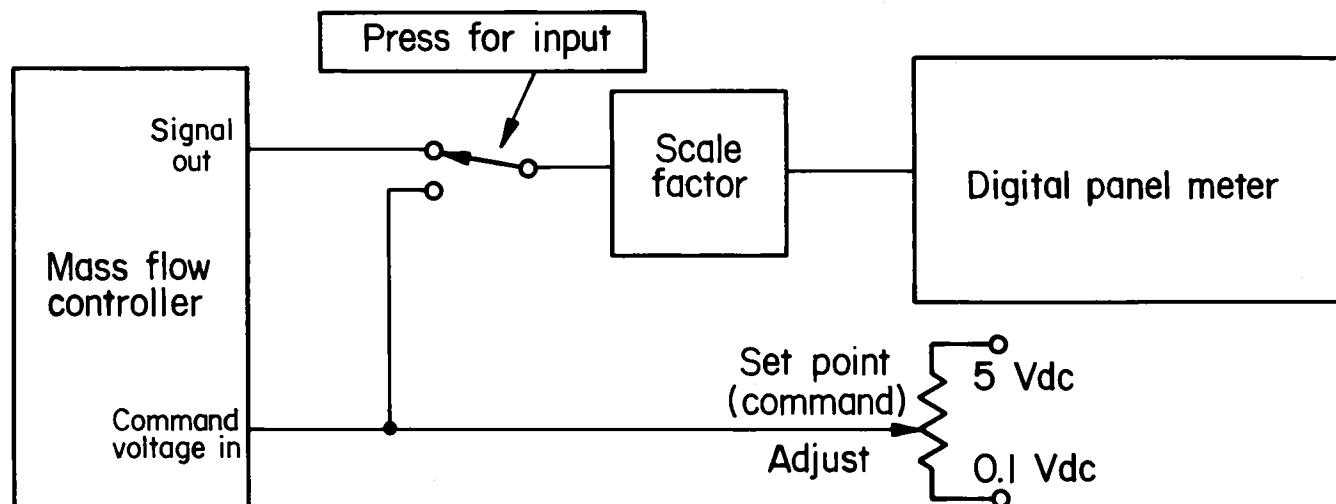 Press for input
Signal
out
Scale
factor
Digital panel meter
Mass flow
controller
Set point
(command)
Adjust
5 Vdc
0.1 Vdc
Command
voltage in